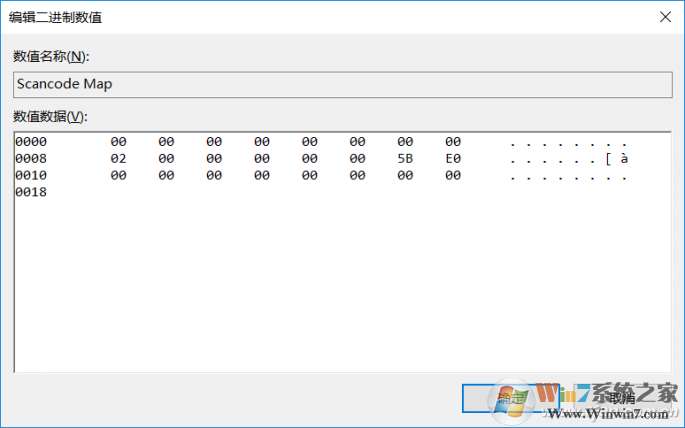 编辑二进制数值
数值名称(N):
Scancode Map
数值数据(V):
0000 00 00 00 00 00 00 00 00 . . . . . . . .
0008 02 00 00 00 00 00 5B E0 . . . . . . [ à
0010 00 00 00 00 00 00 00 00 . . . . . . . .
0018
确定 取消
Win7系统之家
Www.Winwin7.com